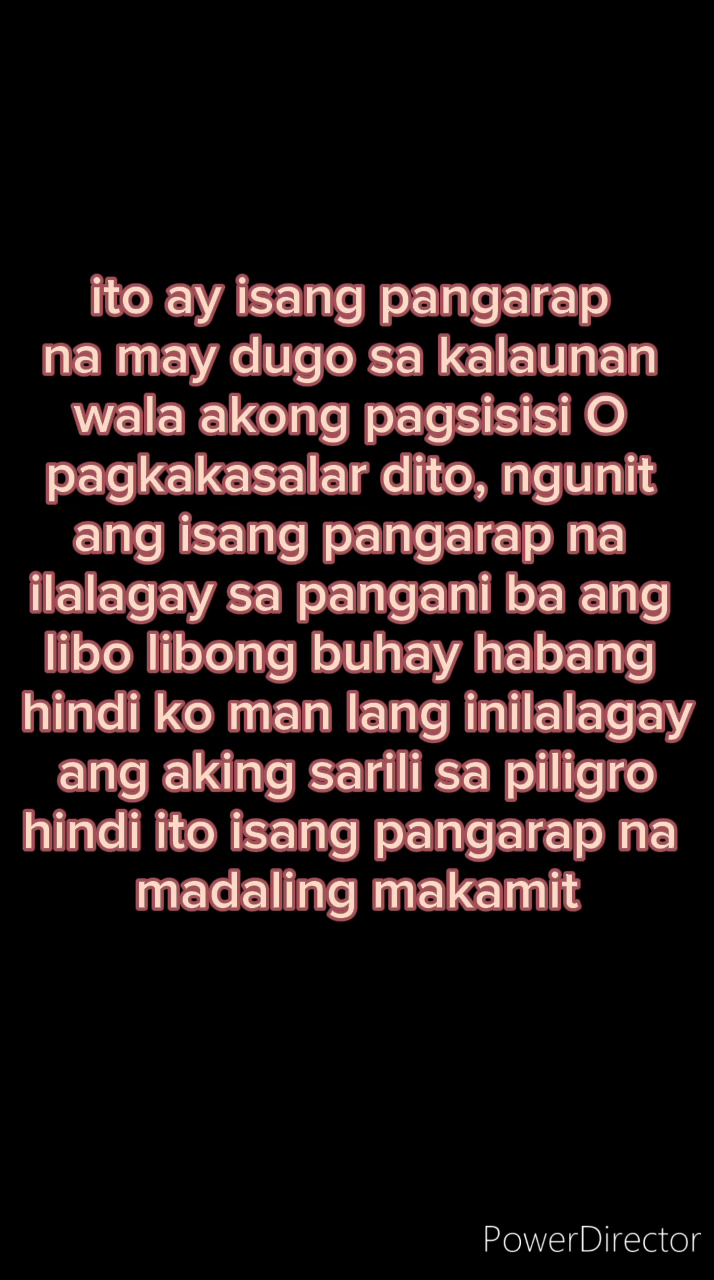 ito ay isang pangarap
na may dugo sa kalaunan
wala akong pagsisisi O
pagkakasalar dito, ngunit
ang isang pangarap na
ilalagay sa pangani ba ang
libo libong buhay habang
hindi ko man lang inilalagay
ang aking sarili sa piligro
hindi ito isang pangarap na
madaling makamit
PowerDirector